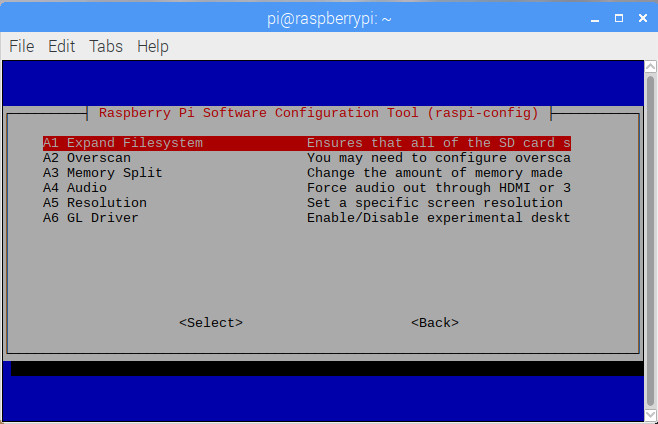 pi@raspberrypi: ~
File Edit Tabs Help
Raspberry Pi Software Configuration Tool (raspi-config)
A1 Expand Filesystem Ensures that all of the SD card s
A2 Overscan You may need to configure oversca
A3 Memory Split Change the amount of memory made
A4 Audio Force audio out through HDMI or 3
A5 Resolution Set a specific screen resolution
A6 GL Driver Enable/Disable experimental deskt
<Select> <Back>